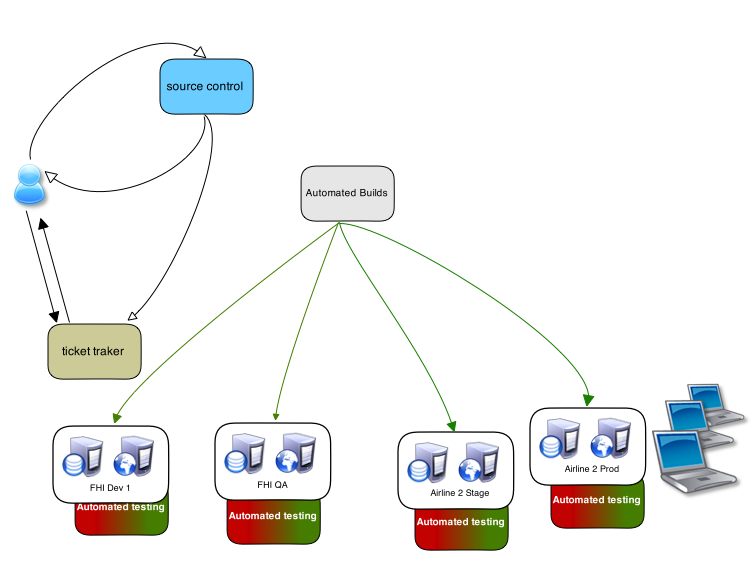 source control
Automated Builds
ticket traker
FHI Dev 1
Automated testing
FHI QA
Automated testing
Airline 2 Stage
Automated testing
Airline 2 Prod
Automated testing